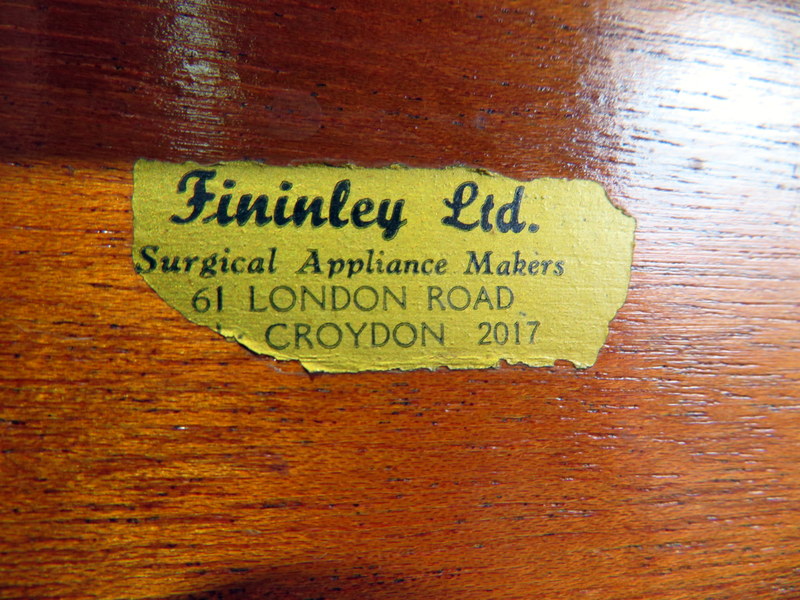 Fininley Ltd.
Surgical Appliance Makers
61 LONDON ROAD
CROYDON 2017